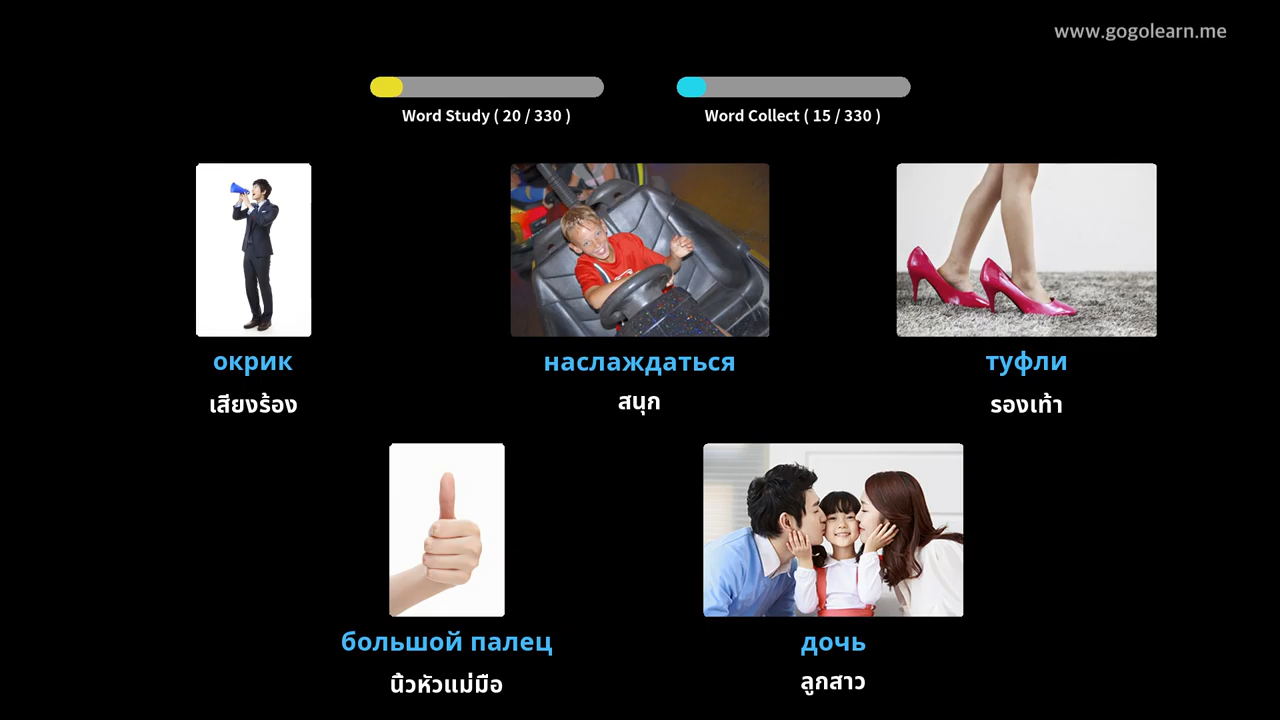 www.gogolearn.me
Word Study ( 20 / 330 )
Word Collect ( 15 / 330 )
окрик
เสียงร้อง
наслаждаться
สนุก
туфли
รองเท้า
большой палец
นิ้วหัวแม่มือ
дочь
ลูกสาว